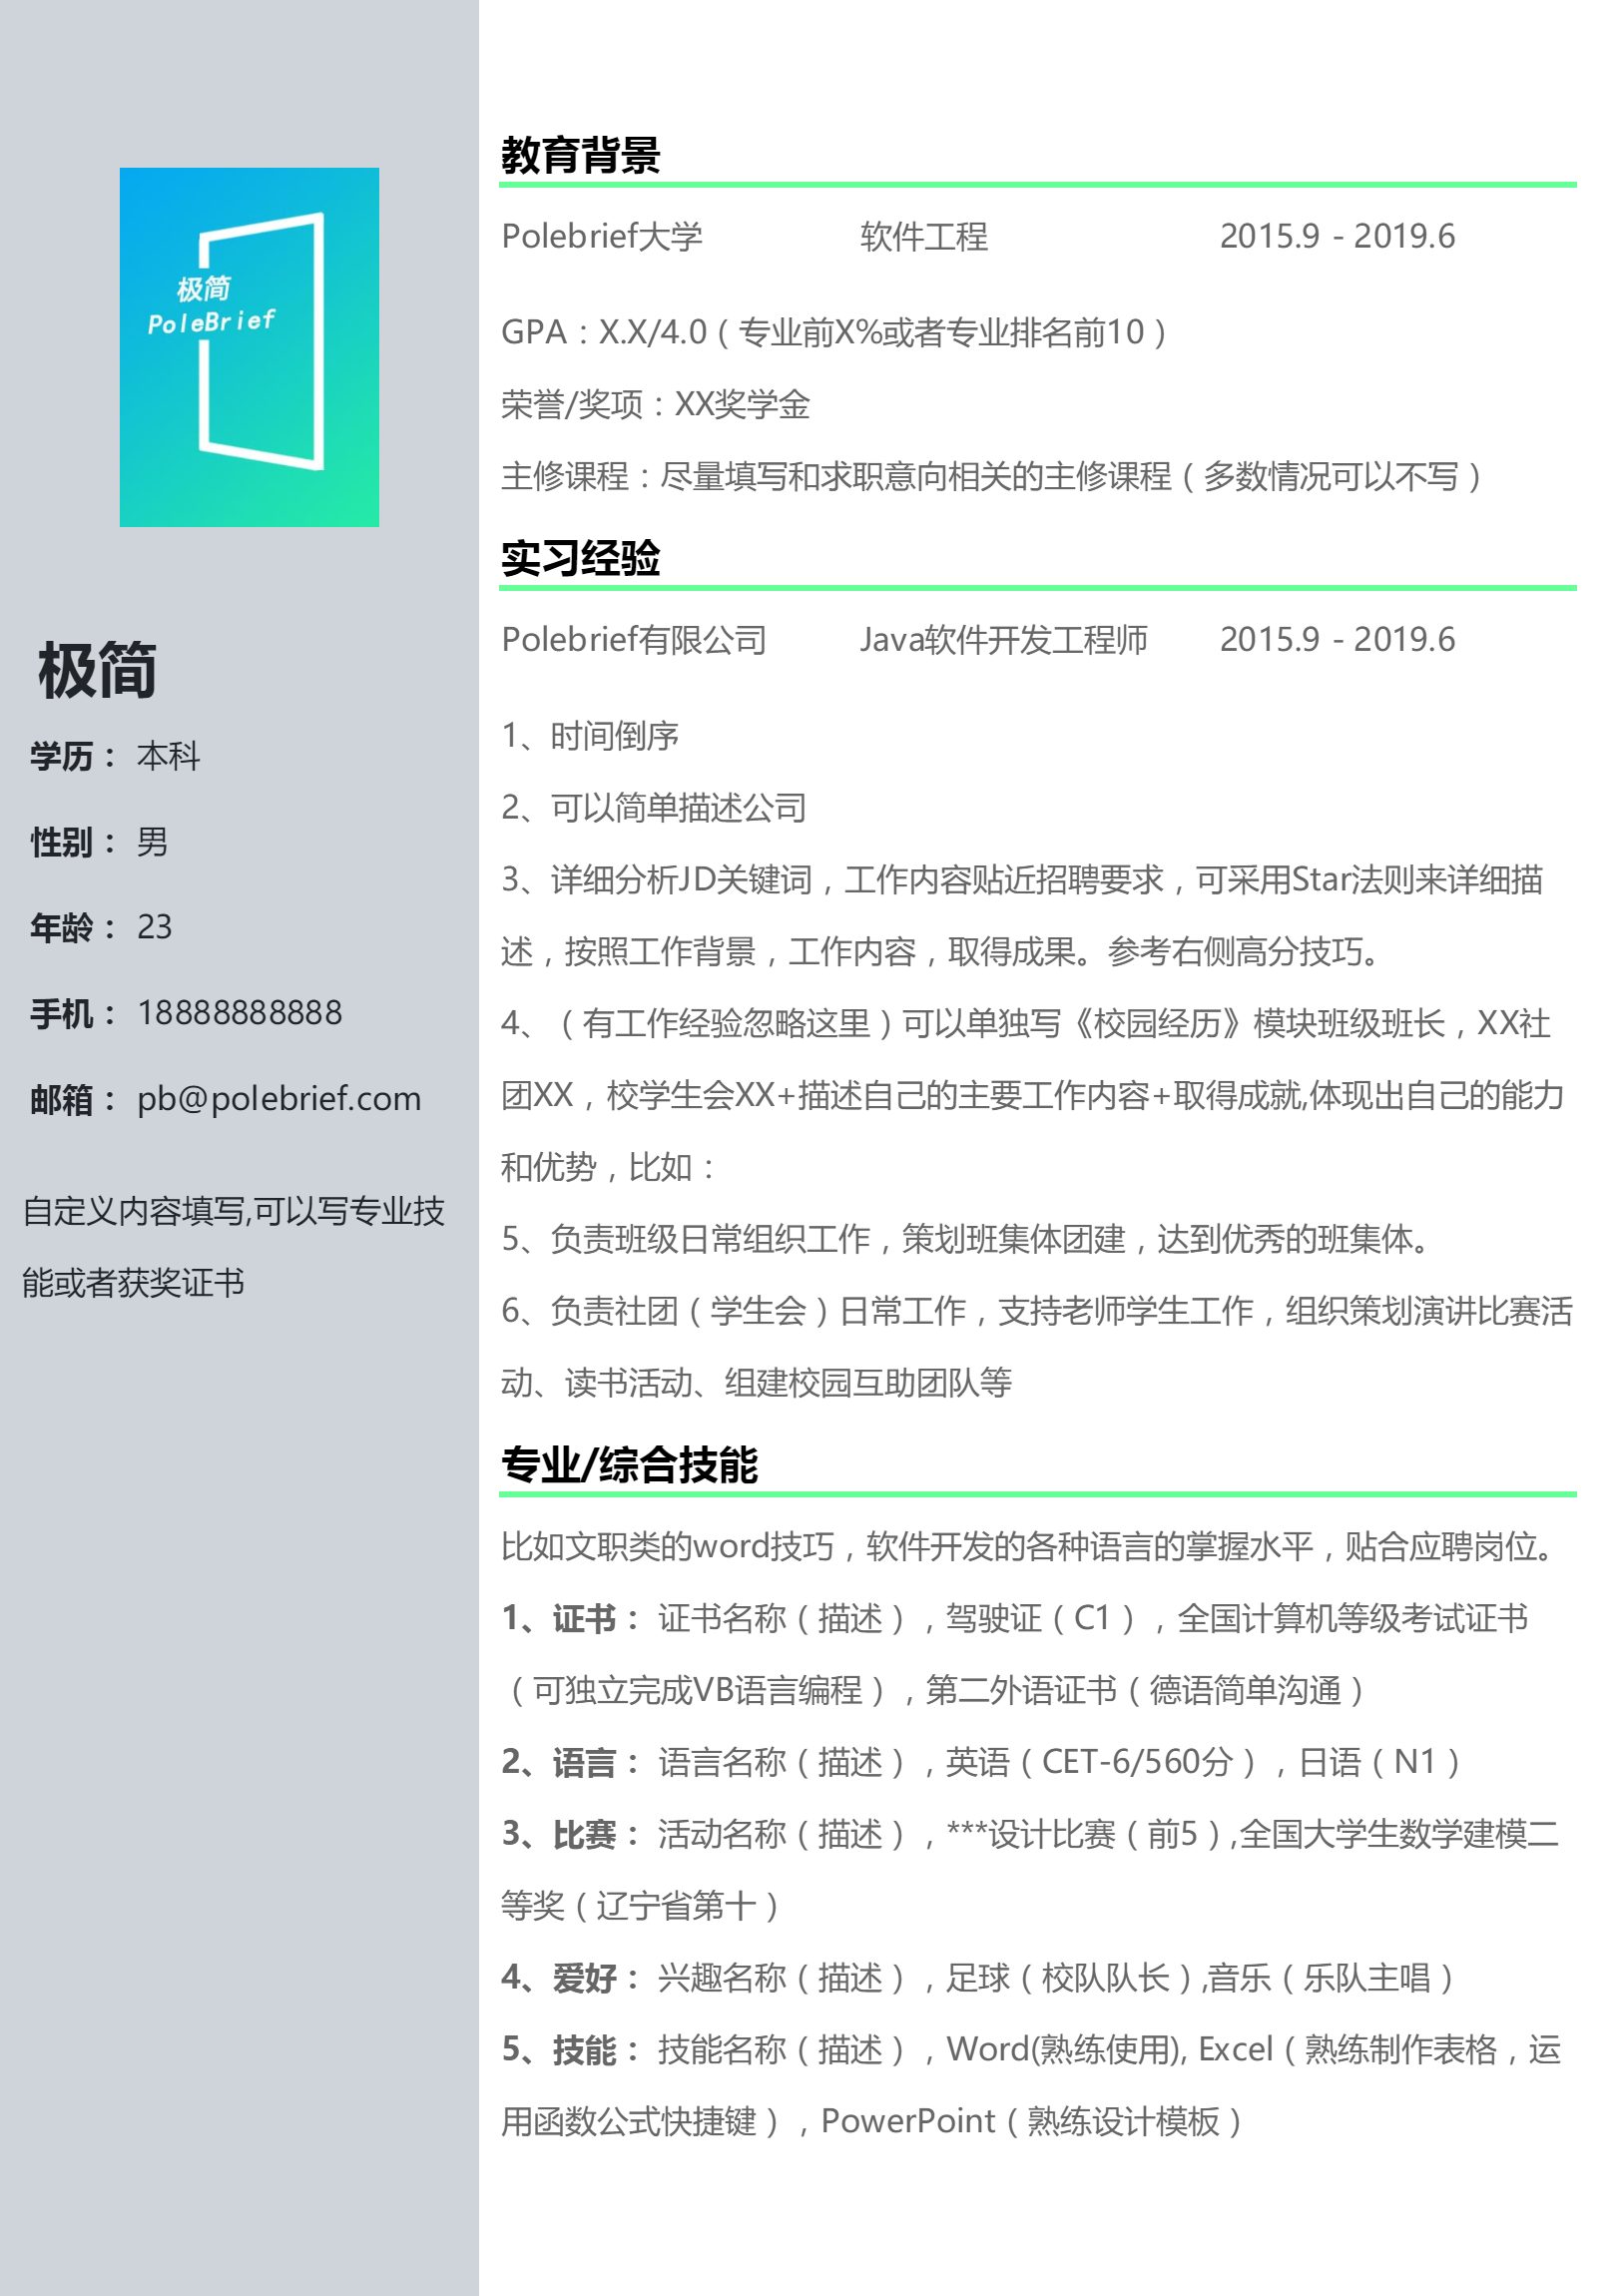 极简
PoleBrief
极简
学历： 本科
性别： 男
年龄： 23
手机： 18888888888
邮箱： pb@polebrief.com
自定义内容填写,可以写专业技
能或者获奖证书
教育背景
Polebrief大学 软件工程 2015.9 - 2019.6
GPA：X.X/4.0（专业前X%或者专业排名前10）
荣誉/奖项：XX奖学金
主修课程：尽量填写和求职意向相关的主修课程（多数情况可以不写）
实习经验
Polebrief有限公司 Java软件开发工程师 2015.9 - 2019.6
1、时间倒序
2、可以简单描述公司
3、详细分析JD关键词，工作内容贴近招聘要求，可采用Star法则来详细描
述，按照工作背景，工作内容，取得成果。参考右侧高分技巧。
4、（有工作经验忽略这里）可以单独写《校园经历》模块班级班长，XX社
团XX，校学生会XX+描述自己的主要工作内容+取得成就,体现出自己的能力
和优势，比如：
5、负责班级日常组织工作，策划班集体团建，达到优秀的班集体。
6、负责社团（学生会）日常工作，支持老师学生工作，组织策划演讲比赛活
动、读书活动、组建校园互助团队等
专业/综合技能
比如文职类的word技巧，软件开发的各种语言的掌握水平，贴合应聘岗位。
1、证书： 证书名称（描述），驾驶证（C1），全国计算机等级考试证书
（可独立完成VB语言编程），第二外语证书（德语简单沟通）
2、语言： 语言名称（描述），英语（CET-6/560分），日语（N1）
3、比赛： 活动名称（描述），***设计比赛（前5）,全国大学生数学建模二
等奖（辽宁省第十）
4、爱好： 兴趣名称（描述），足球（校队队长）,音乐（乐队主唱）
5、技能： 技能名称（描述），Word(熟练使用), Excel（熟练制作表格，运
用函数公式快捷键），PowerPoint（熟练设计模板）